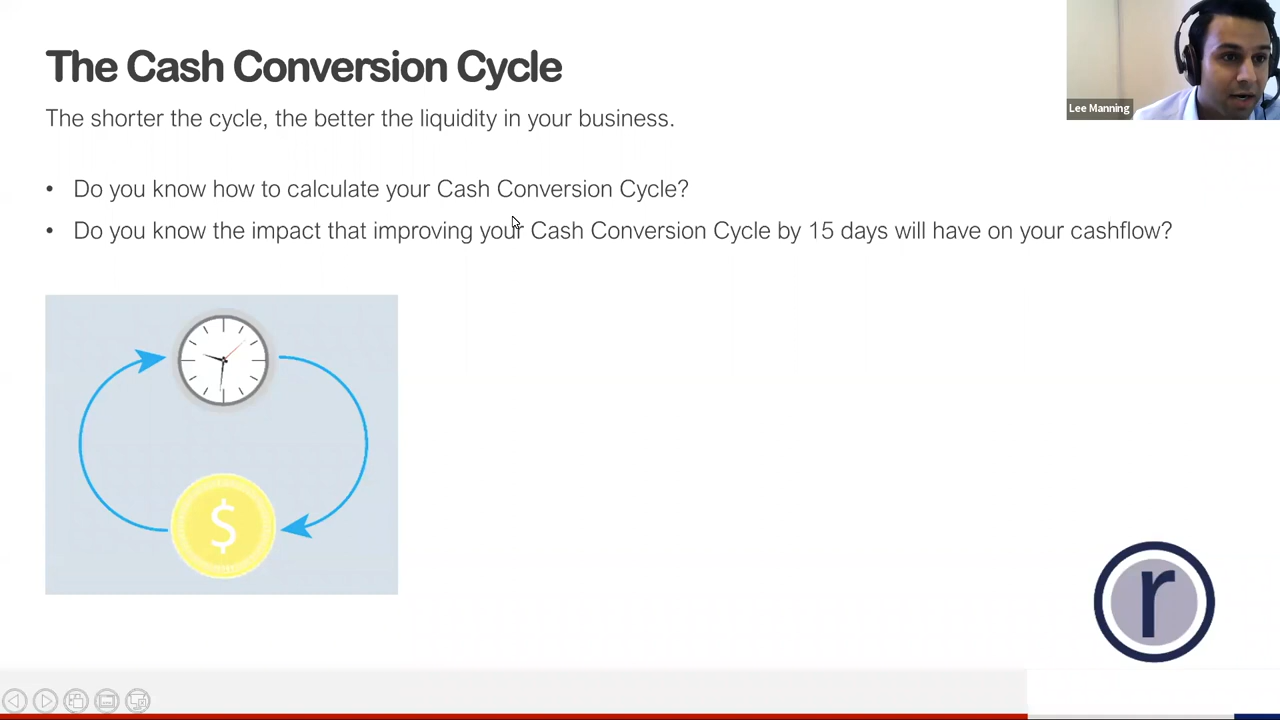 The Cash Conversion Cycle
The shorter the cycle, the better the liquidity in your business.
• Do you know how to calculate your Cash Conversion Cycle?
• Do you know the impact that improving your Cash Conversion Cycle by 15 days will have on your cashflow?
Lee Manning
$
r